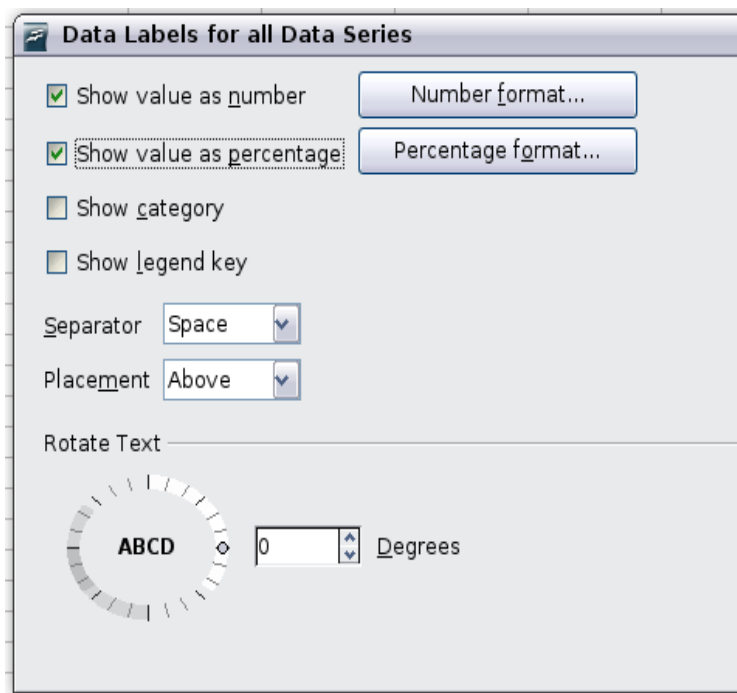 Data Labels for all Data Series
Show value as number Number format...
Show value as percentage Percentage format...
Show category
Show legend key
Separator Space
Placement Above
Rotate Text
ABCD 0 Degrees